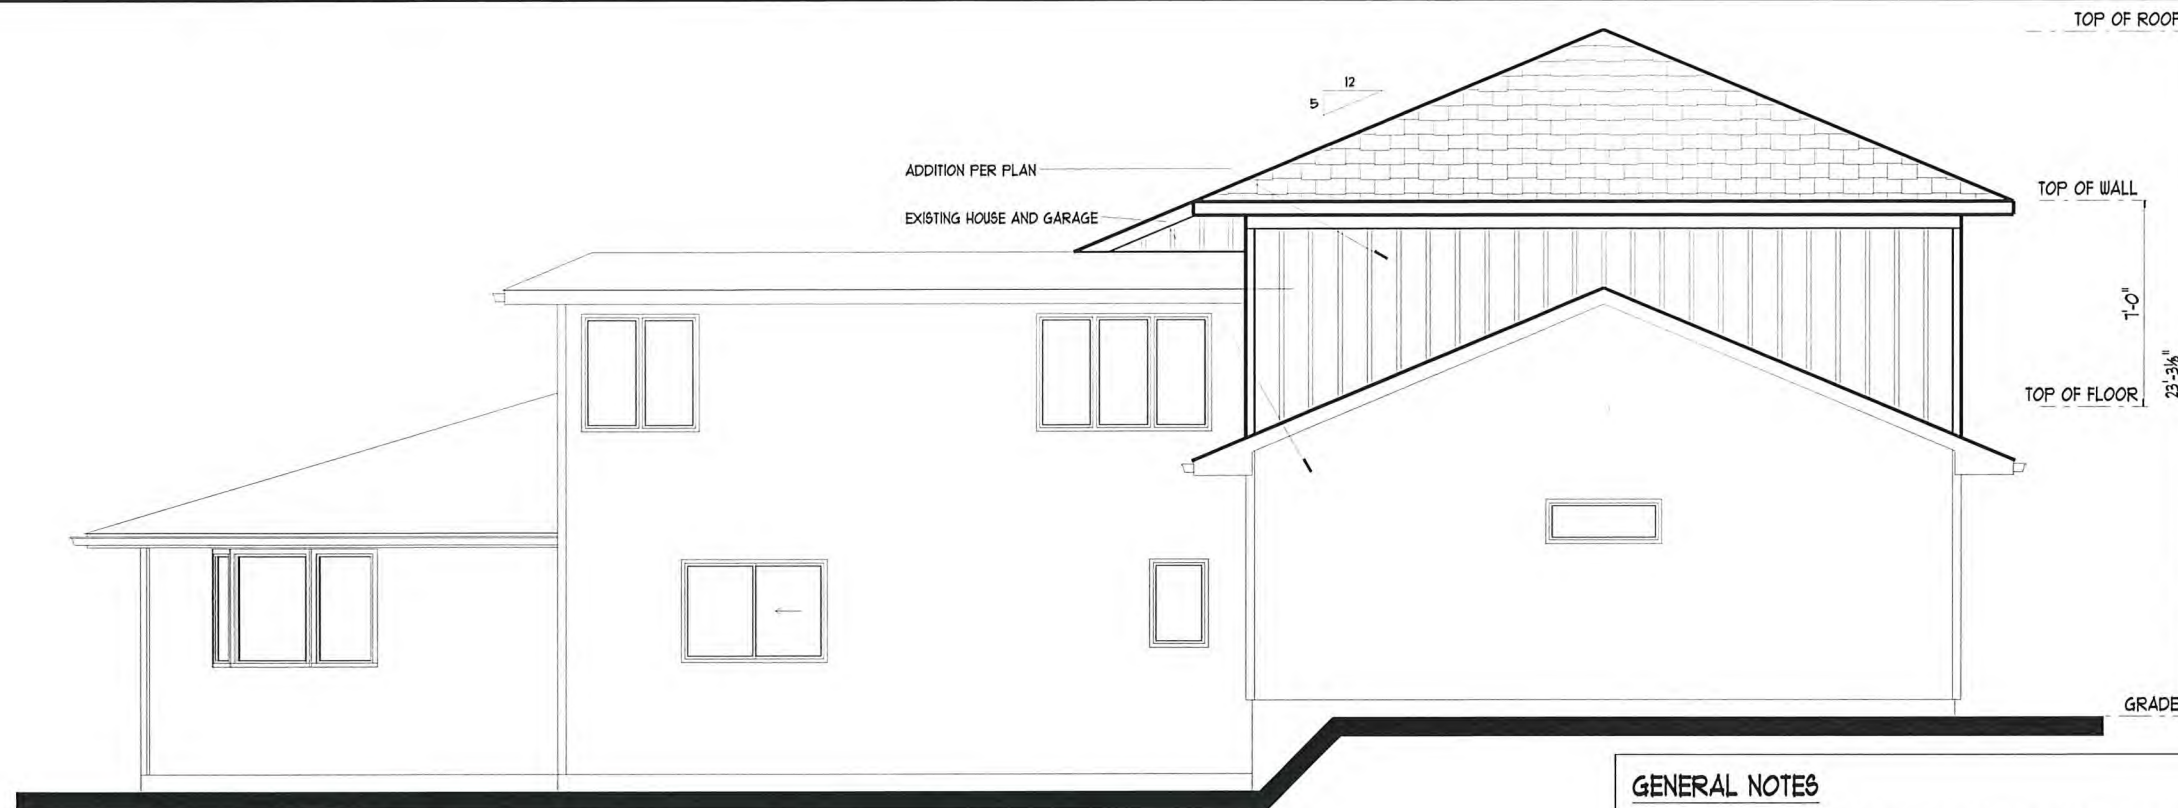 TOP OF ROOF
12
5
ADDITION PER PLAN
TOP OF WALL
EXISTING HOUSE AND GARAGE
7'-0"
23'-3⅛"
TOP OF FLOOR
GRADE
GENERAL NOTES